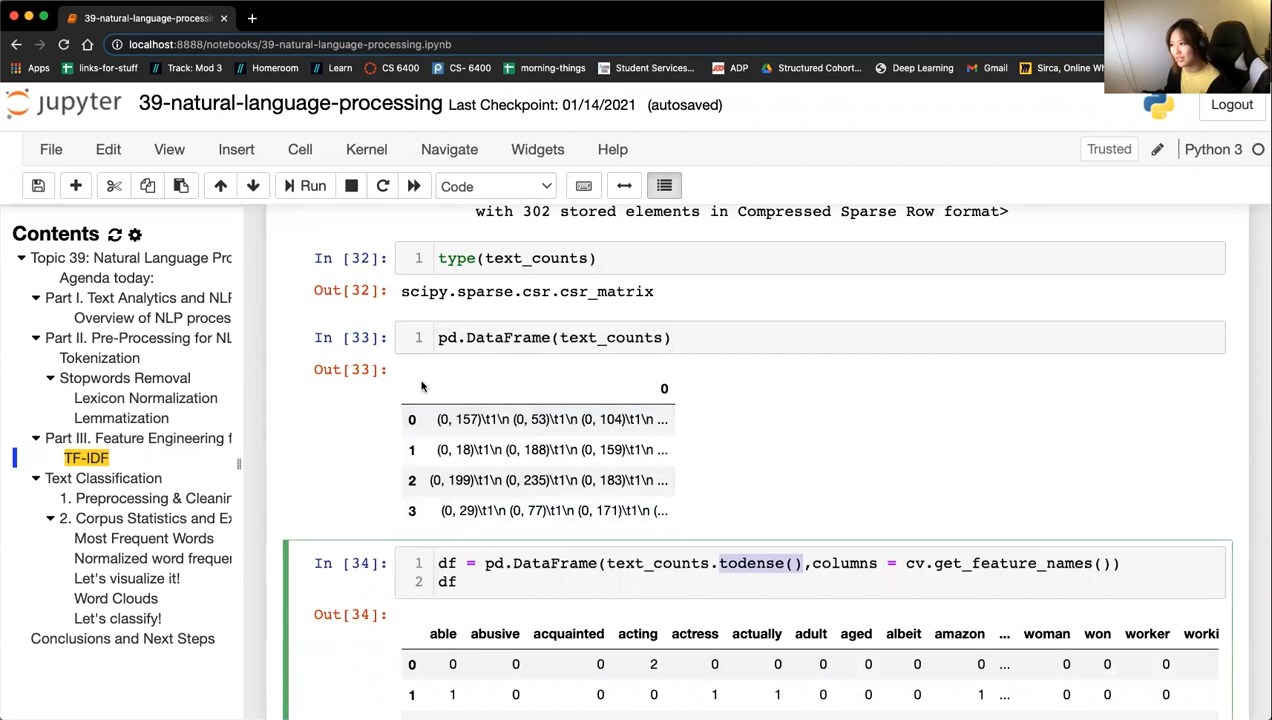 39-natural-language-processin
localhost:8888/notebooks/39-natural-language-processing.ipynb
Apps links-for-stuff Track: Mod 3 Homeroom Learn CS 6400 CS- 6400 morning-things Student Services... ADP Structured Cohort... Deep Learning Gmail Sirca, Online W
jupyter 39-natural-language-processing Last Checkpoint: 01/14/2021 (autosaved) Logout
File Edit View Insert Cell Kernel Navigate Widgets Help Trusted Python 3
Run Code
Contents
Topic 39: Natural Language Prc
Agenda today:
Part I. Text Analytics and NLF
Overview of NLP proces
Part II. Pre-Processing for NL
Tokenization
Stopwords Removal
Lexicon Normalization
Lemmatization
Part III. Feature Engineering f
TF-IDF
Text Classification
1. Preprocessing & Cleanin
2. Corpus Statistics and Ex
Most Frequent Words
Normalized word frequer
Let's visualize it!
Word Clouds
Let's classify!
Conclusions and Next Steps
with 302 stored elements in Compressed Sparse Row format>
In [32]: 1 type(text_counts)
Out[32]: scipy.sparse.csr.csr_matrix
In [33]: 1 pd.DataFrame(text_counts)
Out[33]:
0
0 (0, 157)\t1\n (0, 53)\t1\n (0, 104)\t1\n ...
1 (0, 18)\t1\n (0, 188)\t1\n (0, 159)\t1\n ...
2 (0, 199)\t1\n (0, 235)\t1\n (0, 183)\t1\n ...
3 (0, 29)\t1\n (0, 77)\t1\n (0, 171)\t1\n (...
In [34]: 1 df = pd.DataFrame(text_counts.todense(),columns = cv.get_feature_names())
2 df
Out[34]:
able abusive acquainted acting actress actually adult aged albeit amazon ... woman won worker worki
0 0 0 0 2 0 0 0 0 0 0 ... 0 0 0
1 1 0 0 0 1 1 0 0 0 1 ... 0 0 0